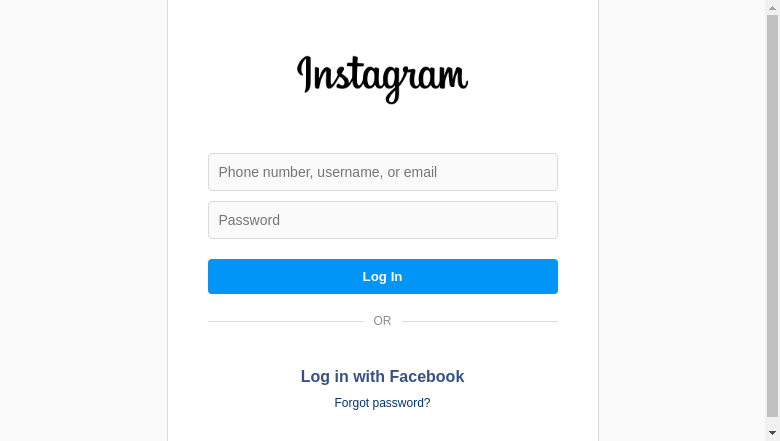 Instagram
Phone number, username, or email
Password
Log In
OR
Log in with Facebook
Forgot password?